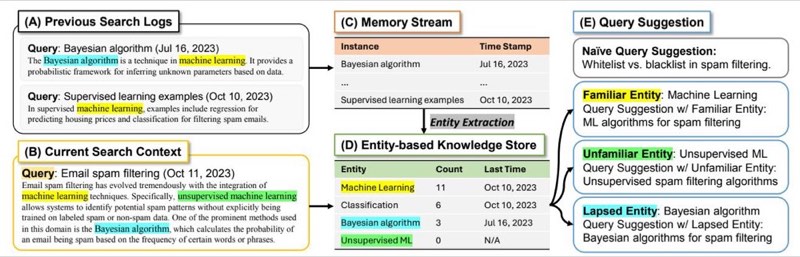 (A) Previous Search Logs
Query: Bayesian algorithm (Jul 16, 2023)
The Bayesian algorithm is a technique in machine learning. It provides a
probabilistic framework for inferring unknown parameters based on data.
Query: Supervised learning examples (Oct 10, 2023)
In supervised machine learning, examples include regression for
predicting housing prices and classification for filtering spam emails.
(B) Current Search Context
Query: Email spam filtering (Oct 11, 2023)
Email spam filtering has evolved tremendously with the integration of
machine learning techniques. Specifically, unsupervised machine learning
allows systems to identify potential spam patterns without explicitly being
trained on labeled spam or non-spam data. One of the prominent methods used
in this domain is the Bayesian algorithm, which calculates the probability of
an email being spam based on the frequency of certain words or phrases.
(C) Memory Stream
Instance Time Stamp
Bayesian algorithm Jul 16, 2023
... ...
Supervised learning examples Oct 10, 2023
Entity Extraction
(D) Entity-based Knowledge Store
Entity Count Last Time
Machine Learning 11 Oct 10, 2023
Classification 6 Oct 10, 2023
Bayesian algorithm 3 Jul 16, 2023
Unsupervised ML 0 N/A
(E) Query Suggestion
Naïve Query Suggestion:
Whitelist vs. blacklist in spam filtering.
Familiar Entity: Machine Learning
Query Suggestion w/ Familiar Entity:
ML algorithms for spam filtering
Unfamiliar Entity: Unsupervised ML
Query Suggestion w/ Unfamiliar Entity:
Unsupervised spam filtering algorithms
Lapsed Entity: Bayesian algorithm
Query Suggestion w/ Lapsed Entity:
Bayesian algorithms for spam filtering